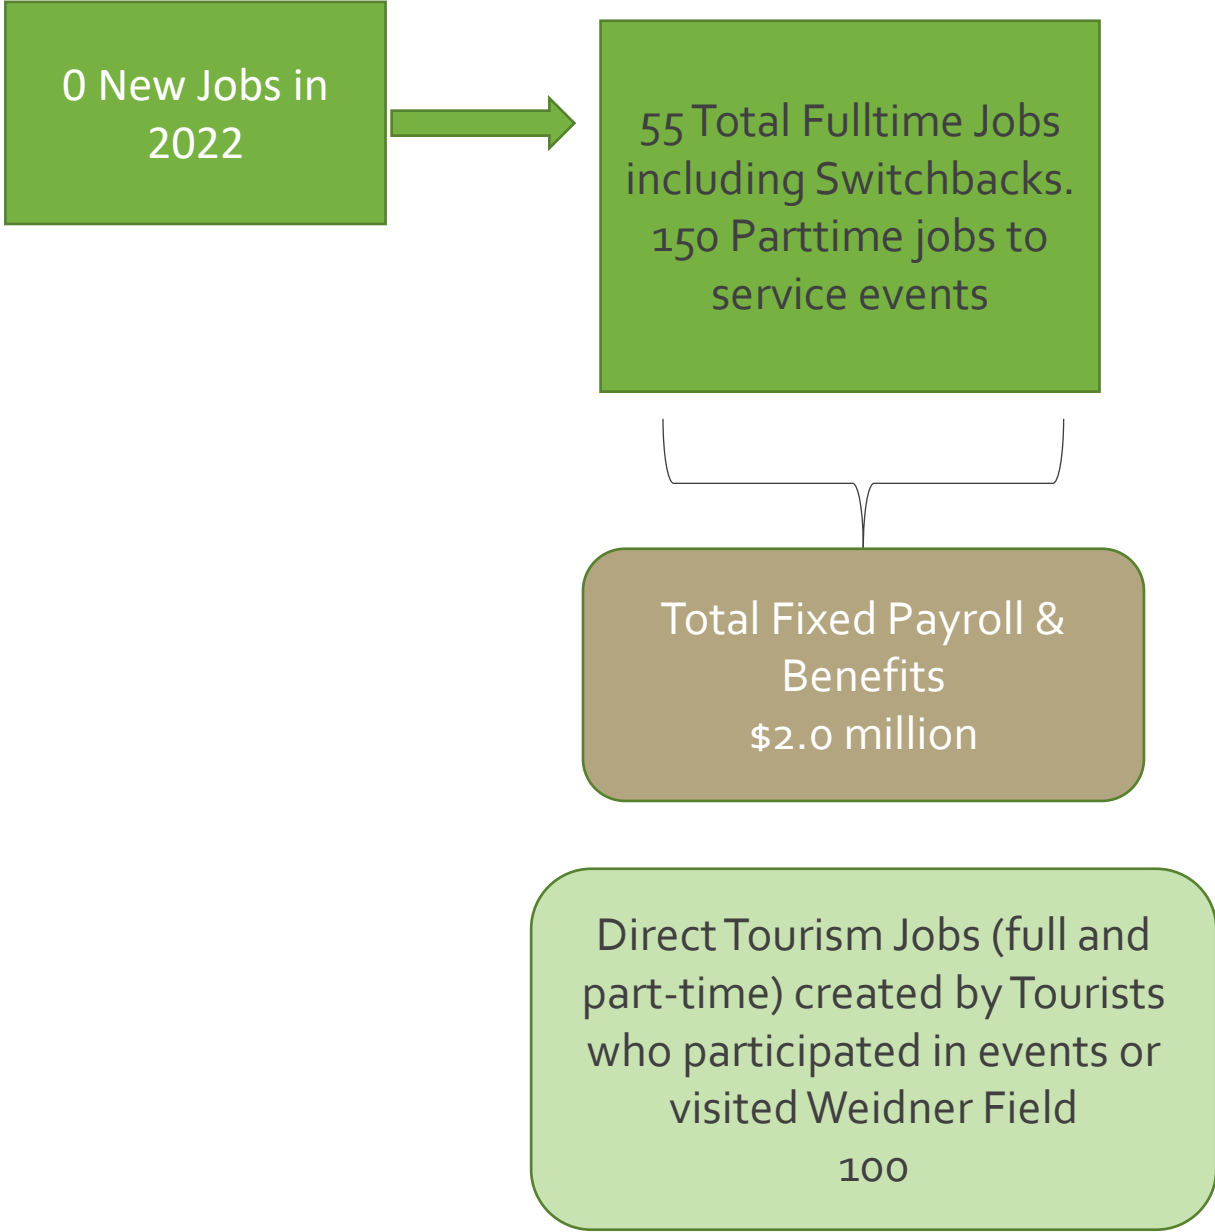 0 New Jobs in
2022
55 Total Fulltime Jobs
including Switchbacks.
150 Parttime jobs to
service events
Total Fixed Payroll &
Benefits
$2.0 million
Direct Tourism Jobs (full and
part-time) created by Tourists
who participated in events or
visited Weidner Field
100